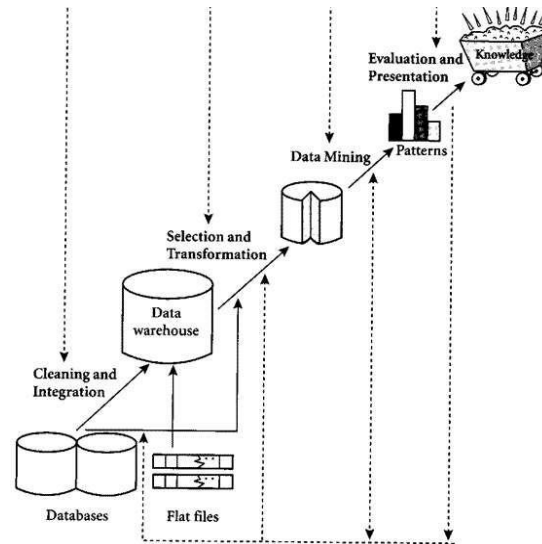 Evaluation and
Presentation
Knowledge
Data Mining
Patterns
Selection and
Transformation
Data
warehouse
Cleaning and
Integration
Databases
Flat files